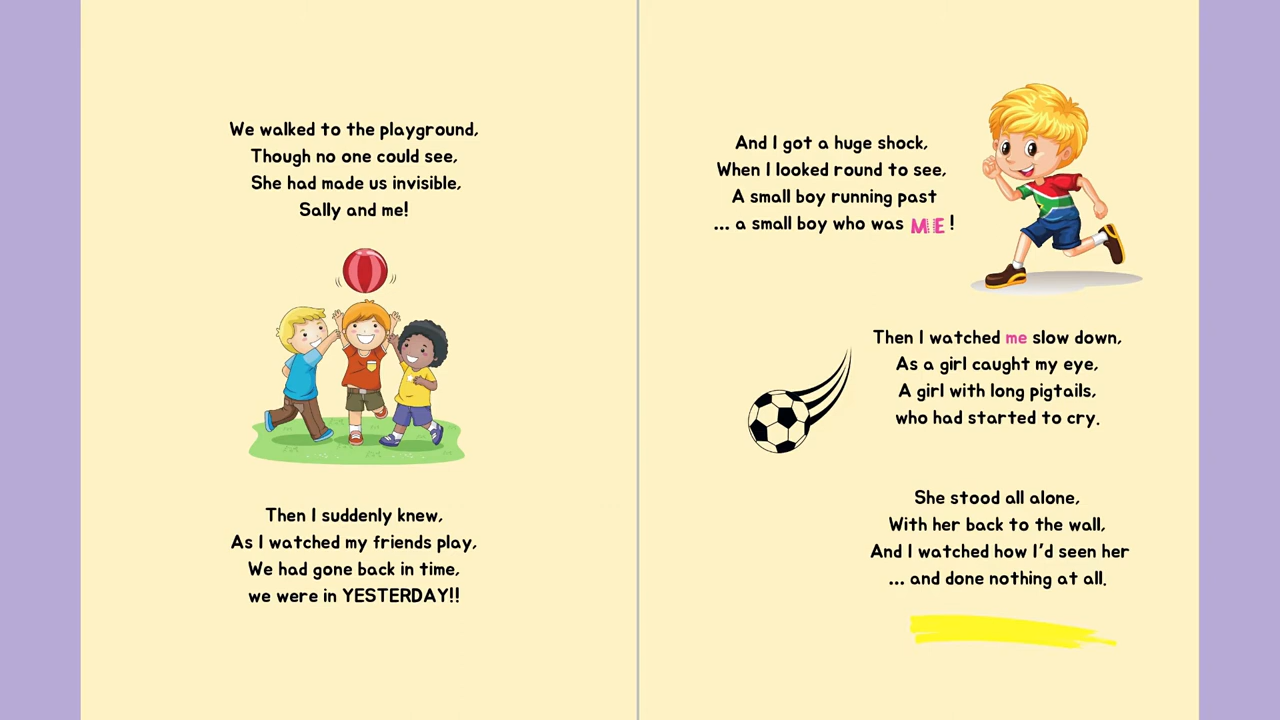 We walked to the playground,
Though no one could see,
She had made us invisible,
Sally and me!
Then I suddenly knew,
As I watched my friends play,
We had gone back in time,
we were in YESTERDAY!!
And I got a huge shock,
When I looked round to see,
A small boy running past
... a small boy who was ME!
Then I watched me slow down,
As a girl caught my eye,
A girl with long pigtails,
who had started to cry.
She stood all alone,
With her back to the wall,
And I watched how I'd seen her
... and done nothing at all.